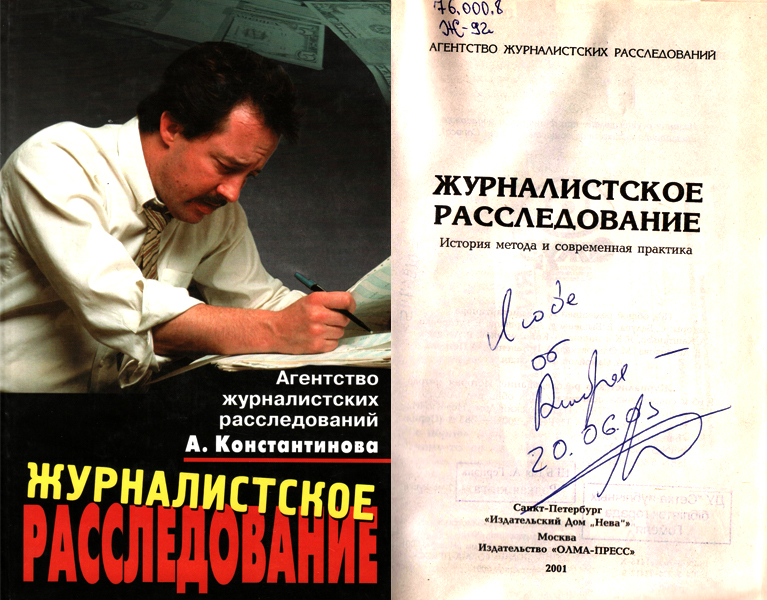 Агентство
журналистских
расследований
А. Константинова
ЖУРНАЛИСТСКОЕ
РАССЛЕДОВАНИЕ
76.000.8
Ж-92
АГЕНТСТВО ЖУРНАЛИСТСКИХ РАССЛЕДОВАНИЙ
ЖУРНАЛИСТСКОЕ
РАССЛЕДОВАНИЕ
История метода и современная практика
Любе
от
20.06.03
Санкт-Петербург
«Издательский Дом „Нева"»
Москва
Издательство «ОЛМА-ПРЕСС»
2001